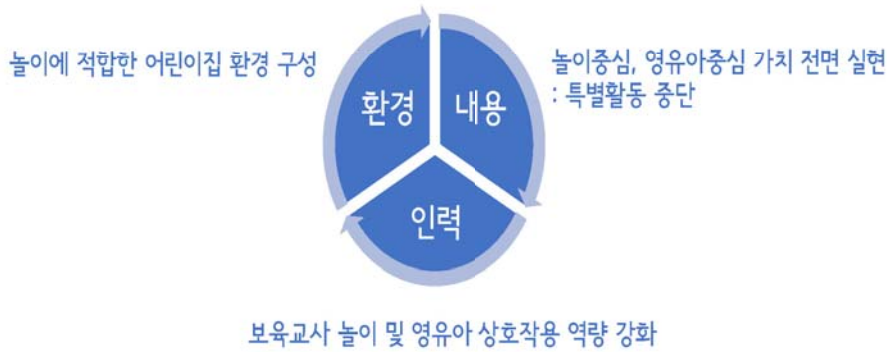 놀이에 적합한 어린이집 환경 구성
놀이중심, 영유아중심 가치 전면 실현
: 특별활동 중단
환경
내용
인력
보육교사 놀이 및 영유아 상호작용 역량 강화